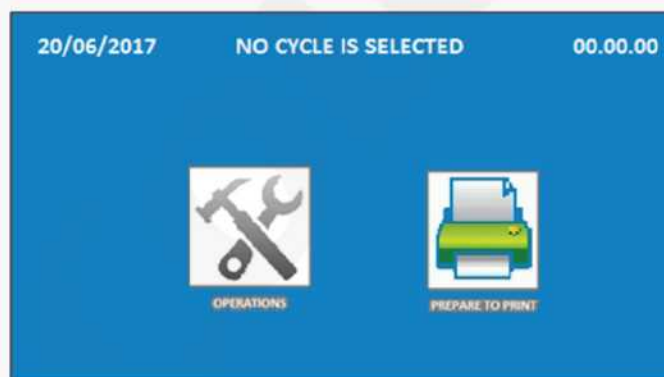 20/06/2017 NO CYCLE IS SELECTED 00.00.00
OPERATIONS PREPARE TO PRINT